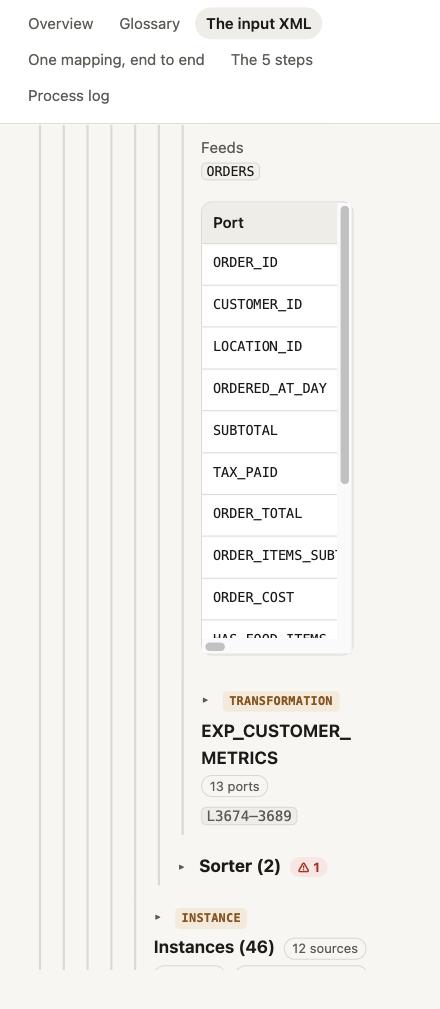 Overview Glossary The input XML
One mapping, end to end The 5 steps
Process log
Feeds
ORDERS
Port
ORDER_ID
CUSTOMER_ID
LOCATION_ID
ORDERED_AT_DAY
SUBTOTAL
TAX_PAID
ORDER_TOTAL
ORDER_ITEMS_SUBT
ORDER_COST
HAS_FOOD_ITEMS
TRANSFORMATION
EXP_CUSTOMER_
METRICS
13 ports
L3674–3689
Sorter (2) 1
INSTANCE
Instances (46) 12 sources